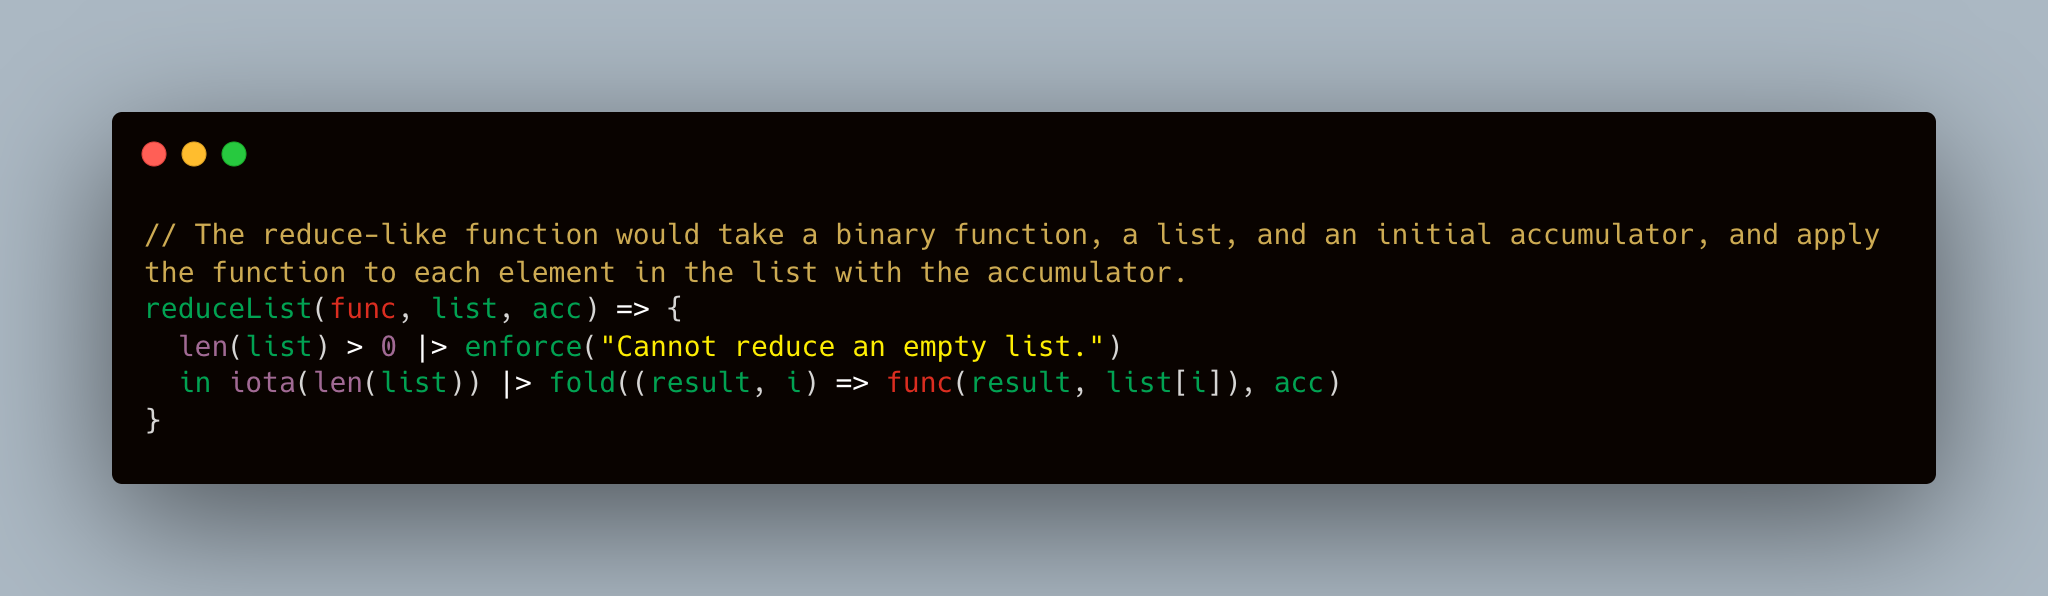 // The reduce-like function would take a binary function, a list, and an initial accumulator, and apply
the function to each element in the list with the accumulator.
reduceList(func, list, acc) => {
  len(list) > 0 |> enforce("Cannot reduce an empty list.")
  in iota(len(list)) |> fold((result, i) => func(result, list[i]), acc)
}